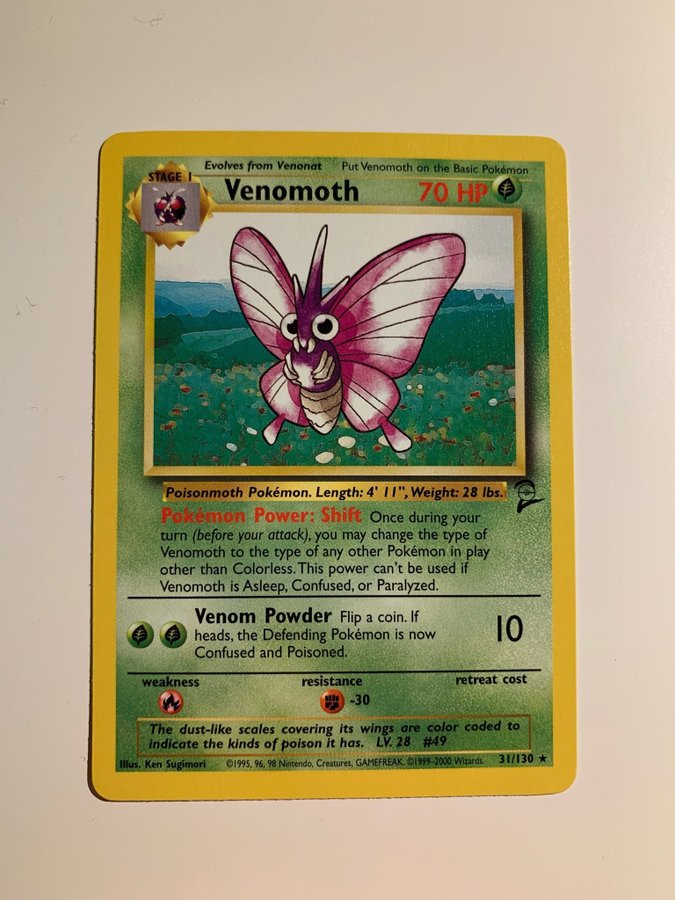 Evolves from Venonat Put Venomoth on the Basic Pokémon
STAGE 1
Venomoth 70 HP
Poisonmoth Pokémon. Length: 4' 11", Weight: 28 lbs.
Pokémon Power: Shift Once during your
turn (before your attack), you may change the type of
Venomoth to the type of any other Pokémon in play
other than Colorless. This power can't be used if
Venomoth is Asleep, Confused, or Paralyzed.
Venom Powder Flip a coin. If
heads, the Defending Pokémon is now
Confused and Poisoned.
10
weakness resistance retreat cost
-30
The dust-like scales covering its wings are color coded to
indicate the kinds of poison it has. LV. 28 #49
Illus. Ken Sugimori ©1995, 96, 98 Nintendo, Creatures, GAMEFREAK. ©1999-2000 Wizards. 31/130 ★